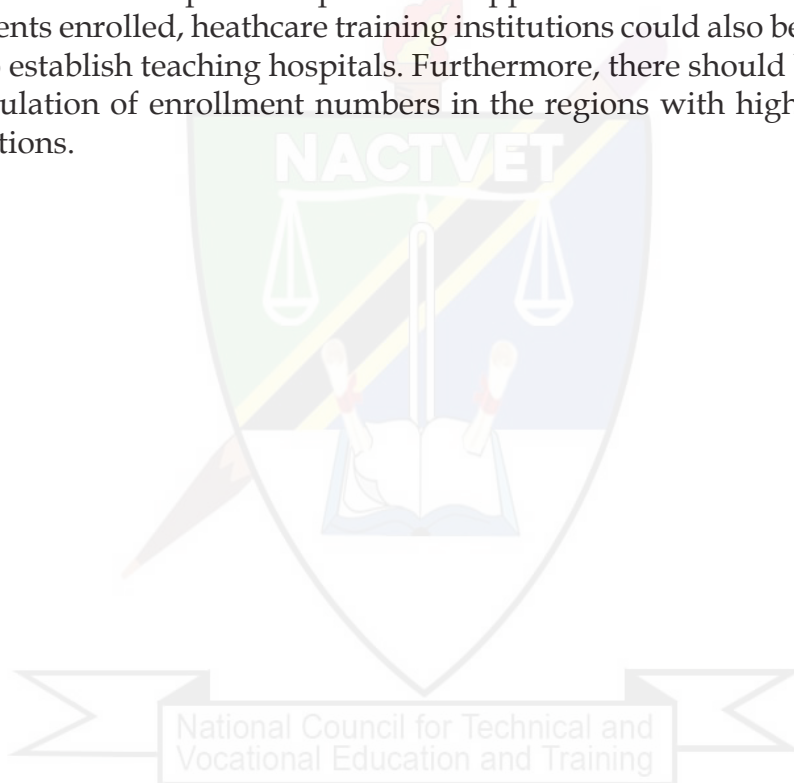 ents enrolled, heathcare training institutions could also be
establish teaching hospitals. Furthermore, there should
ulation of enrollment numbers in the regions with high
tions.
NACTVET
National Council for Technical and
Vocational Education and Training